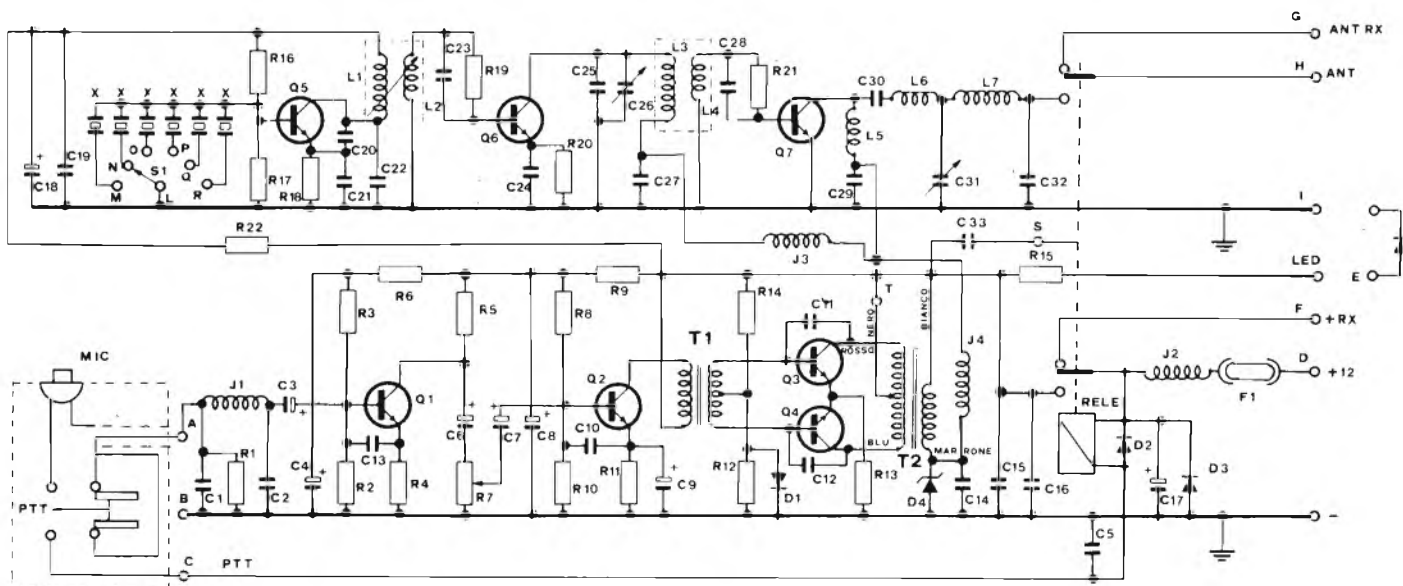 G ANT RX
H ANT
C23 C28
R16 L1 L3 R19 C25 R21 C30 L6 L7
X X X X X X Q5 L2 C26 L4
Q6 R20 Q7 L5
O P C20
N S1 Q C22
C18 C19 R17 C21 C24 C27 C29 C31 C32
M L R R18
I
R22 C33 S
J3 R15 LED E
R6 R9 R14 T NERO BIANCO
R3 R5 R8 C11 F +RX
T1 ROSSO J4
MIC Q3 J2 D +12
J1 C3 Q1 Q2 F1
A Q4 RELE
C6 C7 C8 C10 BLU D2
C13 MARRONE
R1 C4 R12 C12 R13 T2 C15 C16 D3
C1 C2 R2 R4 R7 R10 R11 C9 D1 D4 C14 C17
PTT B -
C5
C PTT